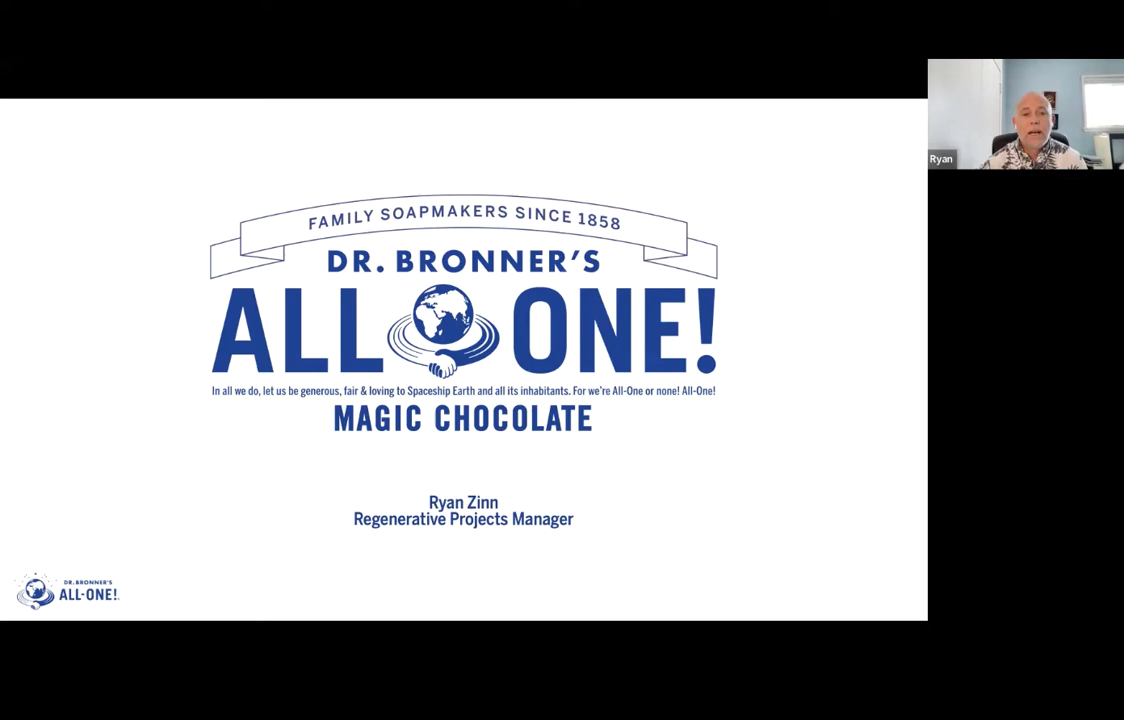 FAMILY SOAPMAKERS SINCE 1858
DR. BRONNER'S
ALL ONE!
In all we do, let us be generous, fair & loving to Spaceship Earth and all its inhabitants. For we're All-One or none! All-One!
MAGIC CHOCOLATE
Ryan Zinn
Regenerative Projects Manager
DR. BRONNER'S
ALL-ONE!
Ryan